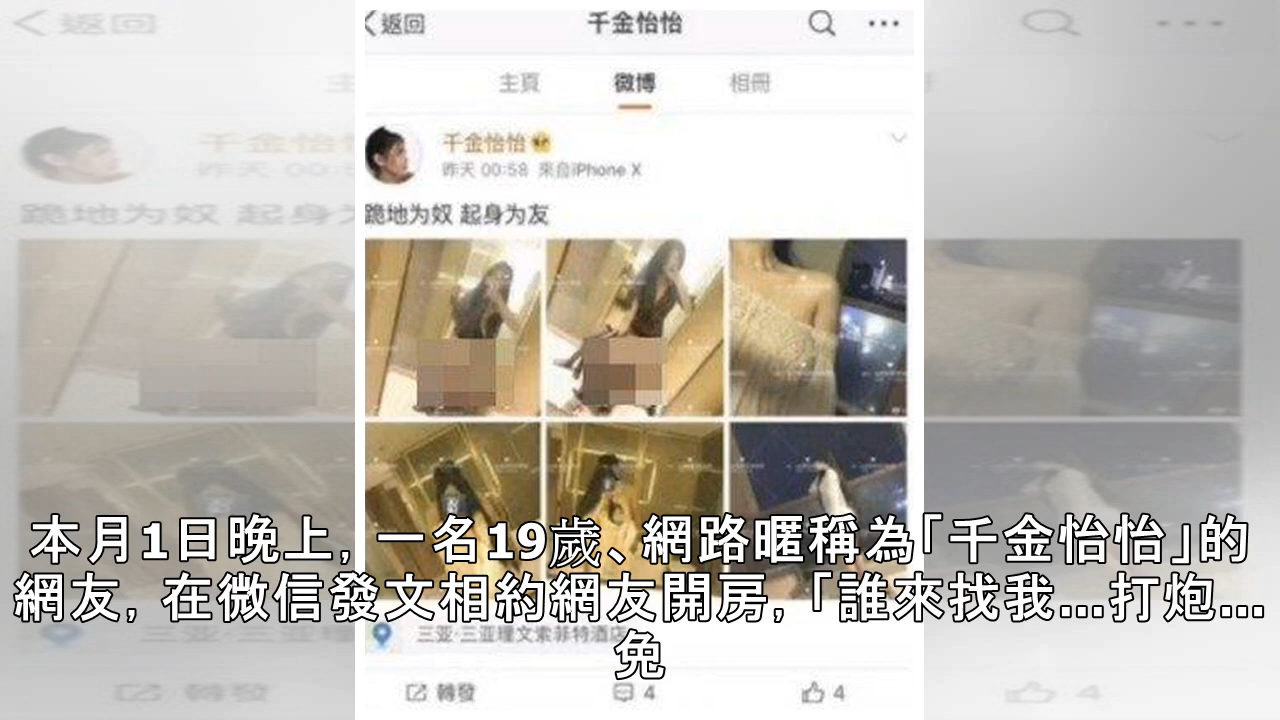 返回
千金怡怡
主頁
微博
相冊
千金怡怡
昨天 00:58 來自iPhone X
跪地为奴 起身为友
本月1日晚上, 一名19歲、網路暱稱為「千金怡怡」的
網友, 在微信發文相約網友開房,「誰來找我...打炮...
免
三亚·三亚理文索菲特酒店
轉發
4
4